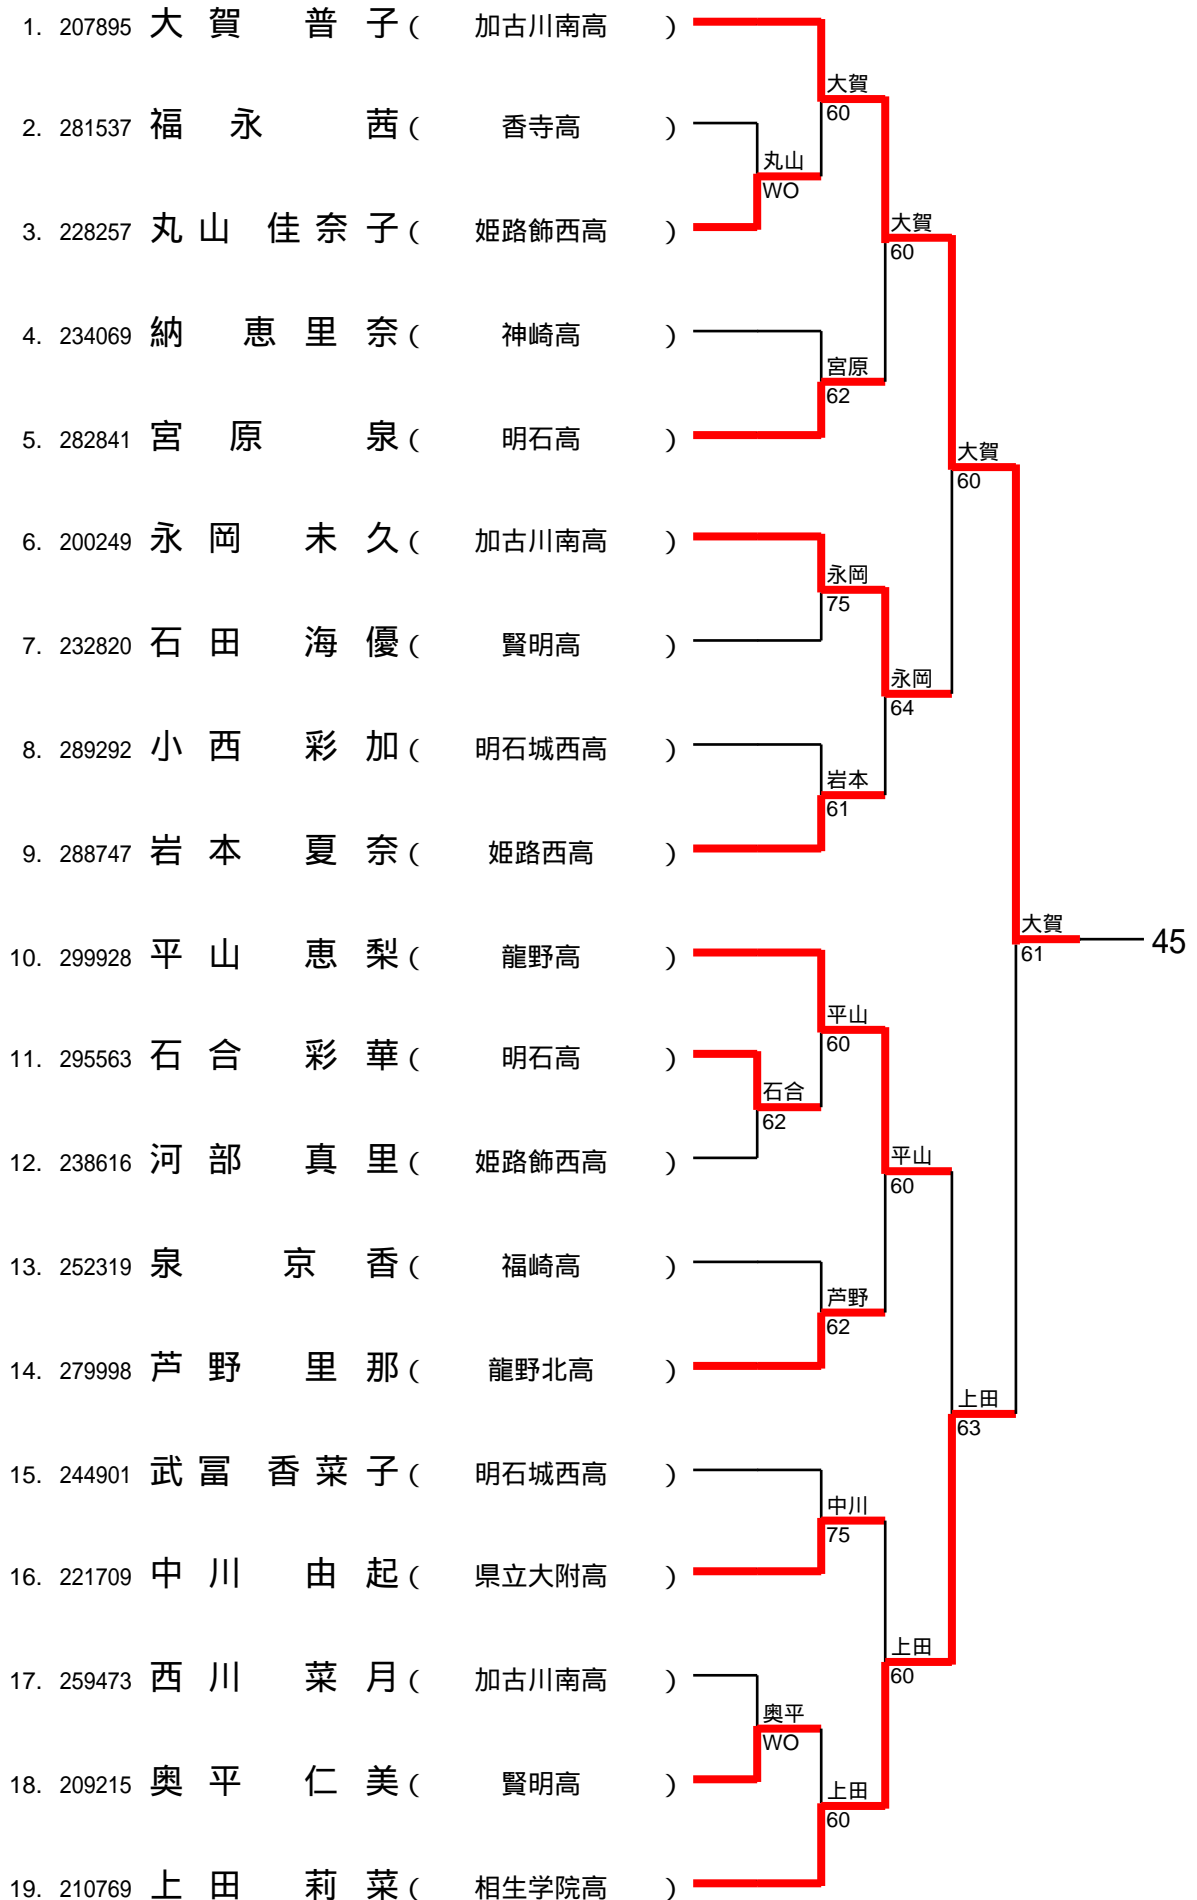 1. 207895 大 賀 普 子 ( 加古川南高 )
大賀
60
2. 281537 福 永 茜 ( 香寺高 )
丸山
WO
3. 228257 丸 山 佳 奈 子 ( 姫路飾西高 )
大賀
60
4. 234069 納 恵 里 奈 ( 神崎高 )
宮原
62
5. 282841 宮 原 泉 ( 明石高 )
大賀
60
6. 200249 永 岡 未 久 ( 加古川南高 )
永岡
75
7. 232820 石 田 海 優 ( 賢明高 )
永岡
64
8. 289292 小 西 彩 加 ( 明石城西高 )
岩本
61
9. 288747 岩 本 夏 奈 ( 姫路西高 )
大賀
61
45
10. 299928 平 山 恵 梨 ( 龍野高 )
平山
60
11. 295563 石 合 彩 華 ( 明石高 )
石合
62
12. 238616 河 部 真 里 ( 姫路飾西高 )
平山
60
13. 252319 泉 京 香 ( 福崎高 )
芦野
62
14. 279998 芦 野 里 那 ( 龍野北高 )
上田
63
15. 244901 武 冨 香 菜 子 ( 明石城西高 )
中川
75
16. 221709 中 川 由 起 ( 県立大附高 )
上田
60
17. 259473 西 川 菜 月 ( 加古川南高 )
奥平
WO
18. 209215 奥 平 仁 美 ( 賢明高 )
上田
60
19. 210769 上 田 莉 菜 ( 相生学院高 )